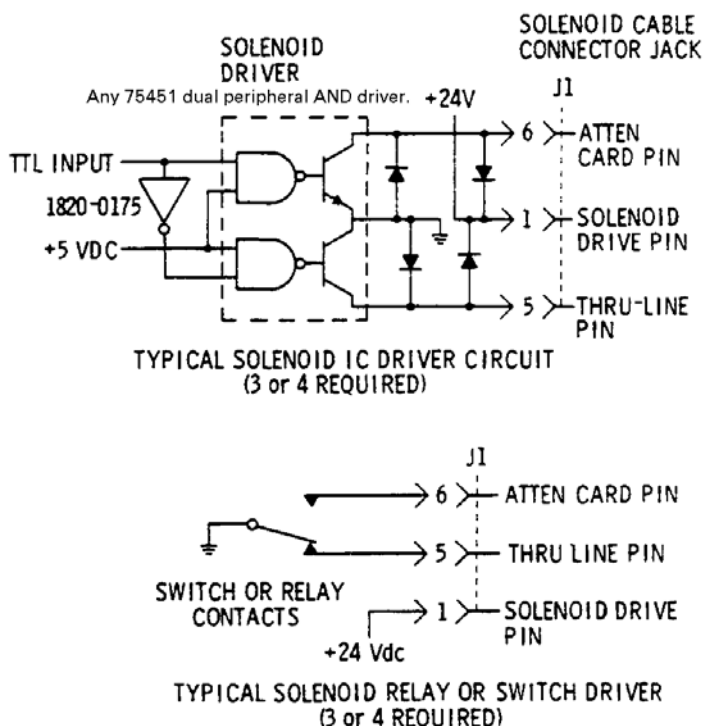 SOLENOID CABLE
CONNECTOR JACK
SOLENOID
DRIVER
Any 75451 dual peripheral AND driver.
+24V
J1
6
ATTEN
CARD PIN
TTL INPUT
1820-0175
1
SOLENOID
DRIVE PIN
+5 VDC
5
THRU-LINE
PIN
TYPICAL SOLENOID IC DRIVER CIRCUIT
(3 or 4 REQUIRED)
J1
6
ATTEN CARD PIN
5
THRU LINE PIN
SWITCH OR RELAY
CONTACTS
1
SOLENOID DRIVE
PIN
+24 Vdc
TYPICAL SOLENOID RELAY OR SWITCH DRIVER
(3 or 4 REQUIRED)